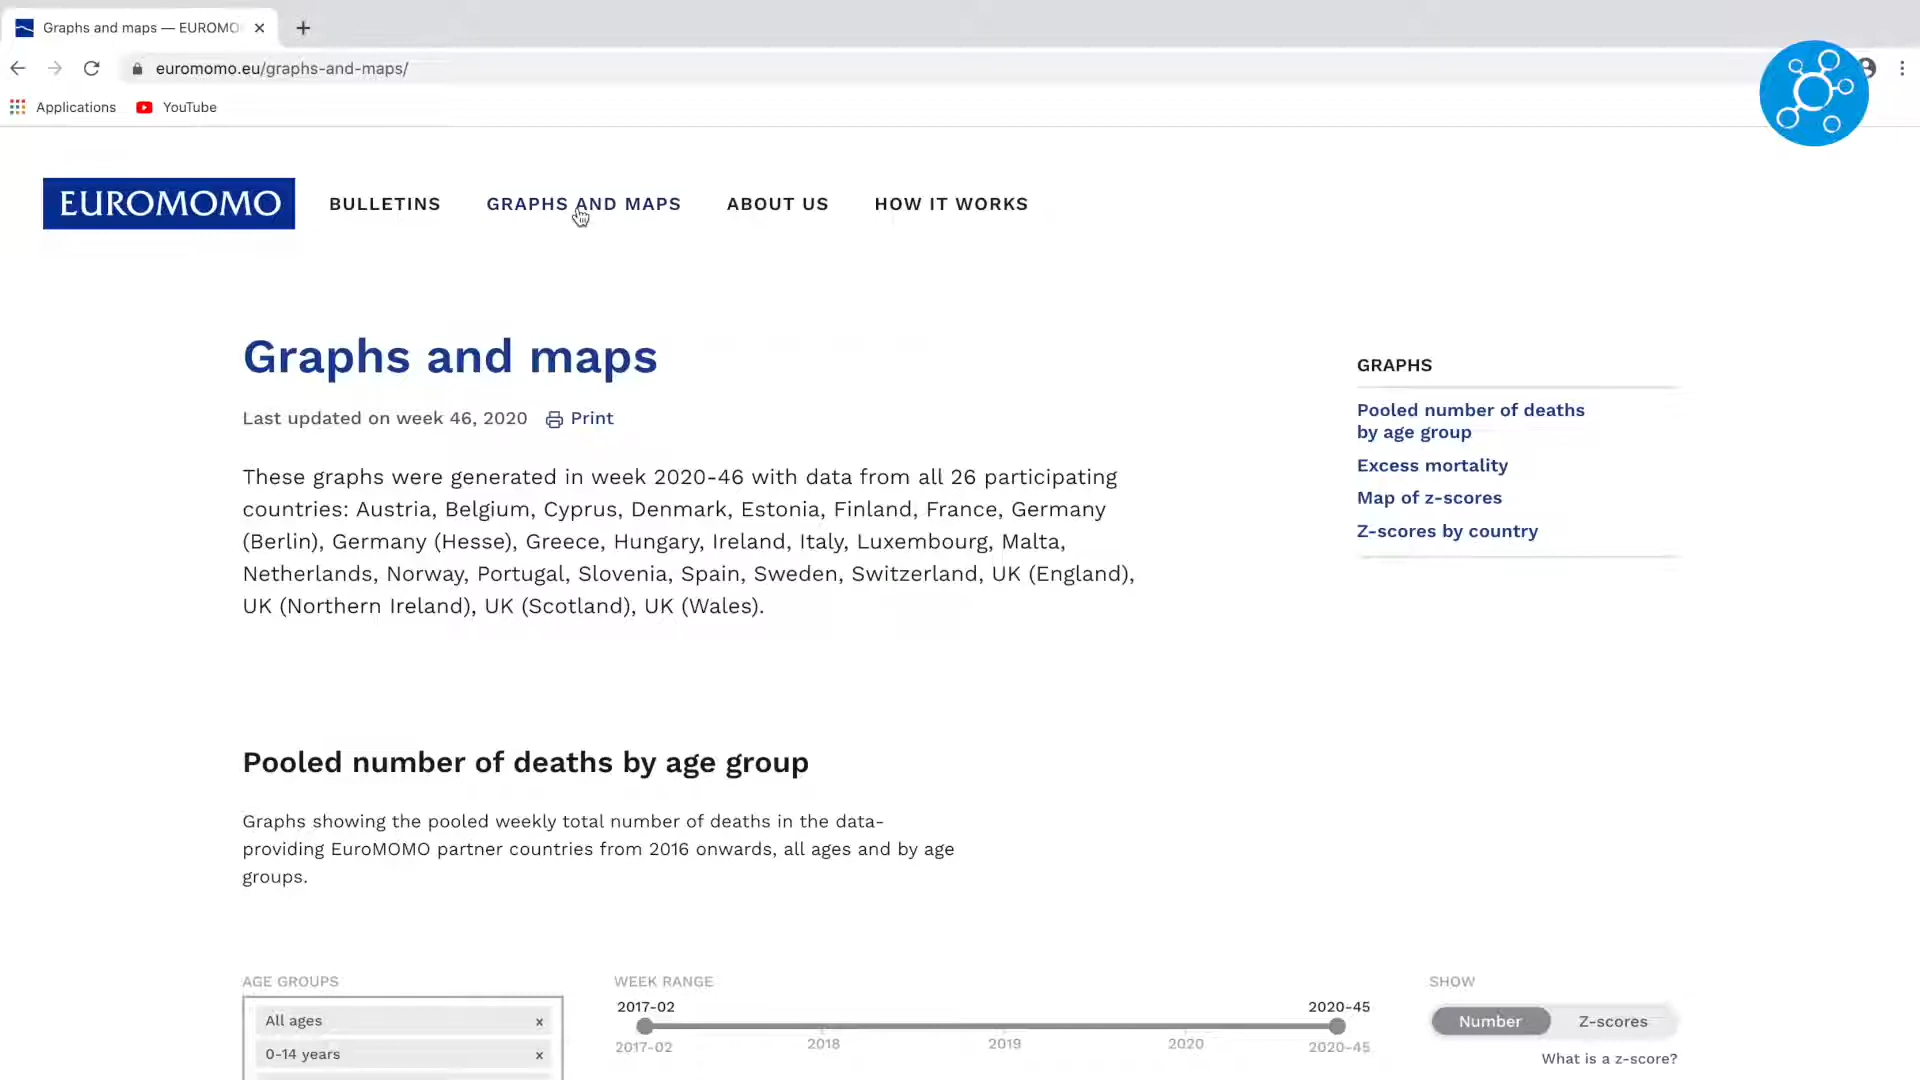 Graphs and maps — EUROMO
euromomo.eu/graphs-and-maps/
Applications
YouTube
EUROMOMO
BULLETINS
GRAPHS AND MAPS
ABOUT US
HOW IT WORKS
Graphs and maps
Last updated on week 46, 2020
Print
These graphs were generated in week 2020-46 with data from all 26 participating
countries: Austria, Belgium, Cyprus, Denmark, Estonia, Finland, France, Germany
(Berlin), Germany (Hesse), Greece, Hungary, Ireland, Italy, Luxembourg, Malta,
Netherlands, Norway, Portugal, Slovenia, Spain, Sweden, Switzerland, UK (England),
UK (Northern Ireland), UK (Scotland), UK (Wales).
GRAPHS
Pooled number of deaths
by age group
Excess mortality
Map of z-scores
Z-scores by country
Pooled number of deaths by age group
Graphs showing the pooled weekly total number of deaths in the data-
providing EuroMOMO partner countries from 2016 onwards, all ages and by age
groups.
AGE GROUPS
All ages x
0-14 years x
WEEK RANGE
2017-02 2020-45
2017-02 2018 2019 2020 2020-45
SHOW
Number Z-scores
What is a z-score?